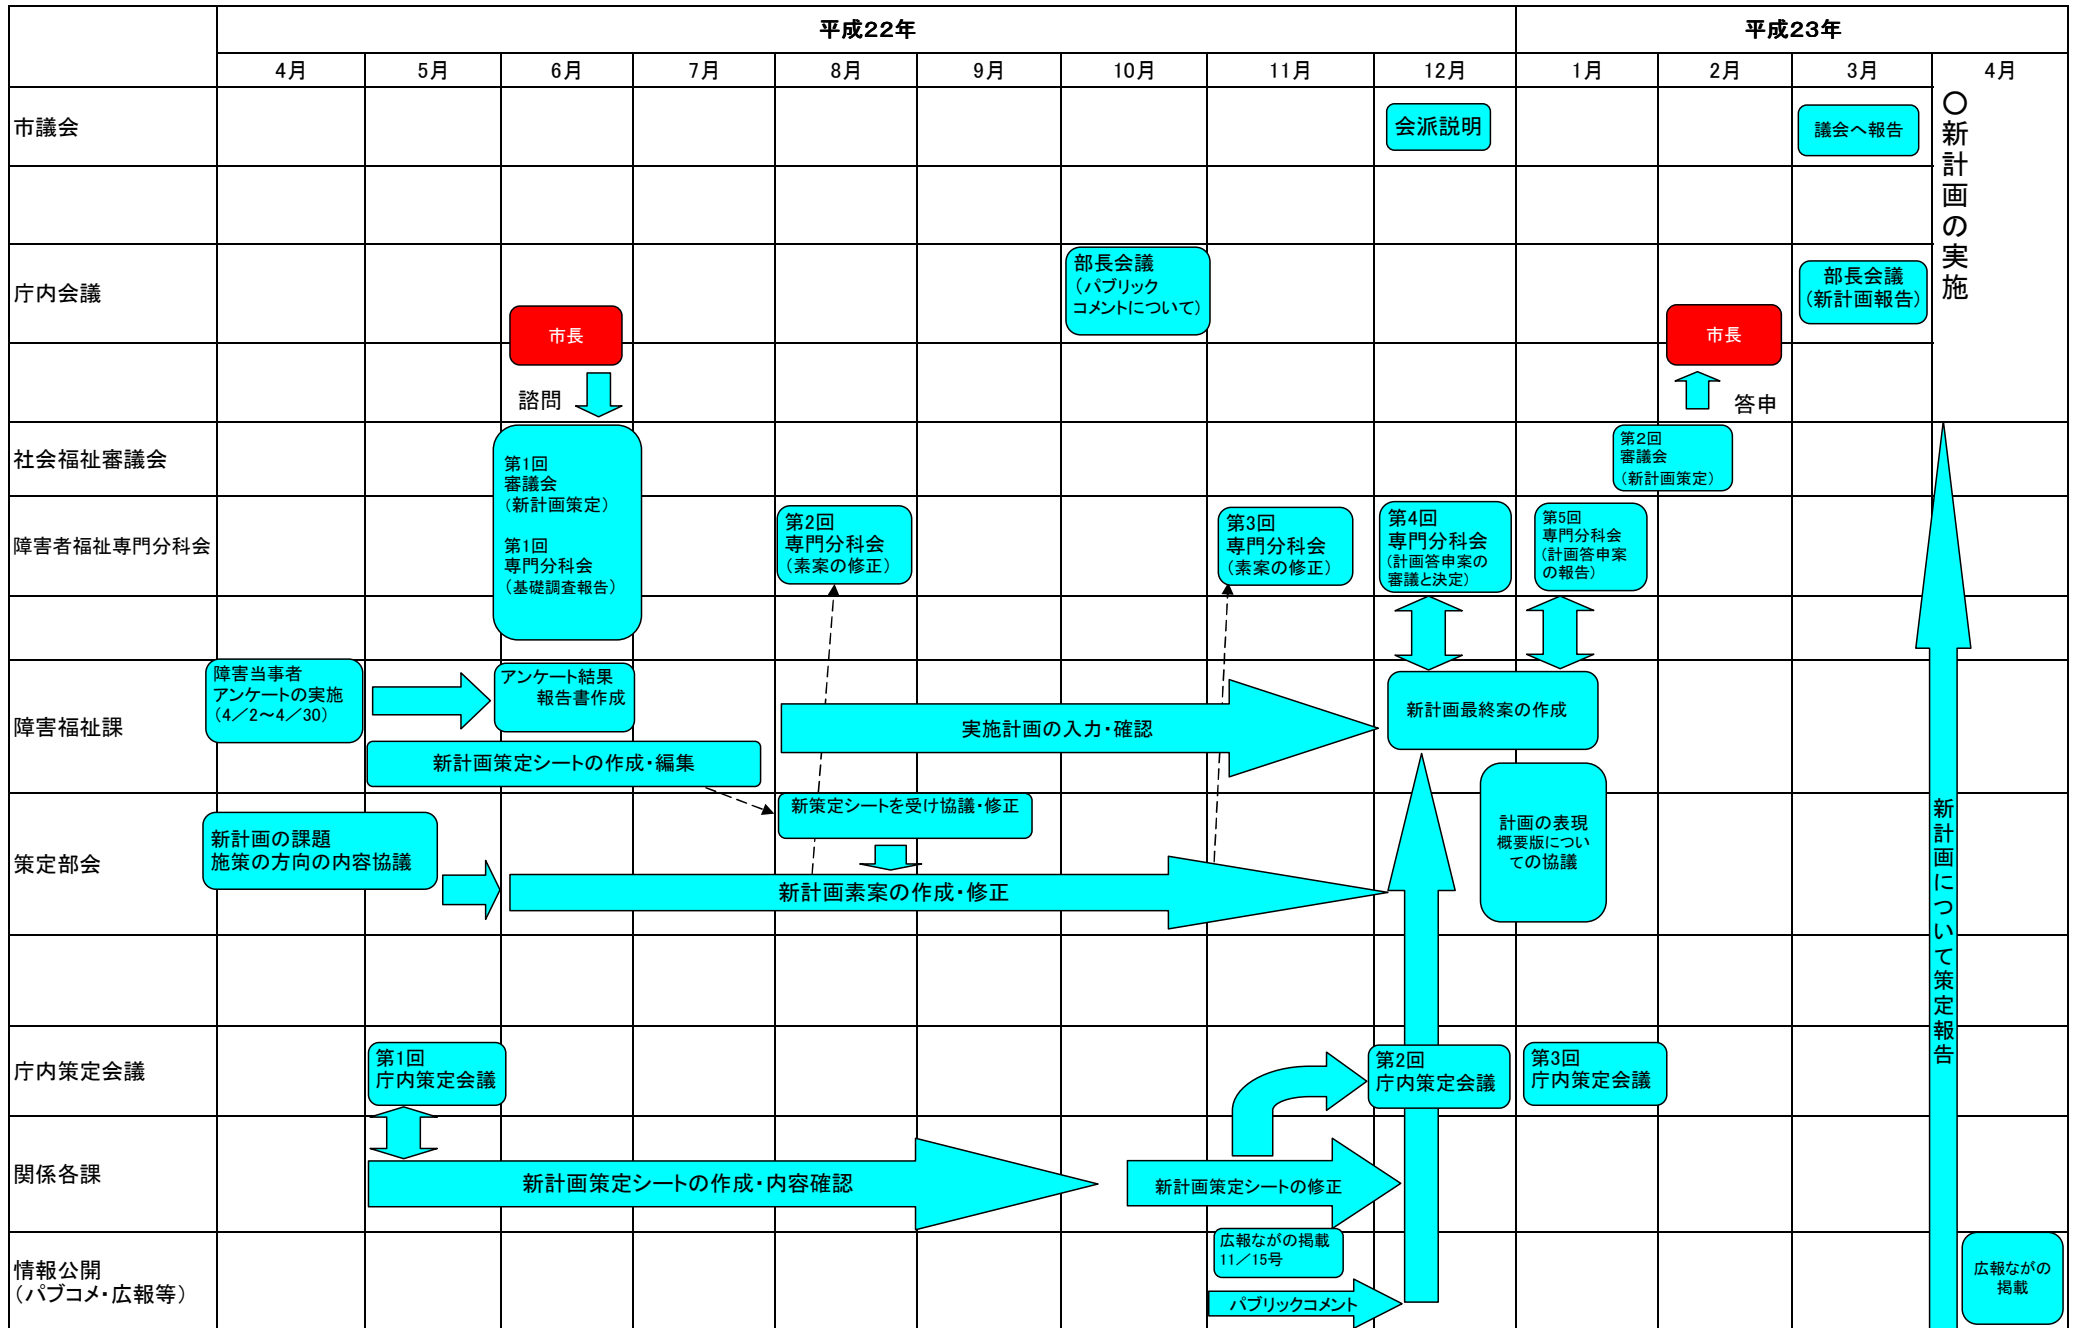 平成22年
平成23年
4月
5月
6月
7月
8月
9月
10月
11月
12月
1月
2月
3月
4月
市議会
会派説明
議会へ報告
〇新計画の実施
庁内会議
部長会議
(パブリック
コメントについて)
部長会議
(新計画報告)
市長
市長
諮問
答申
社会福祉審議会
第1回
審議会
(新計画策定)
第1回
専門分科会
(基礎調査報告)
第2回
審議会
(新計画策定)
障害者福祉専門分科会
第2回
専門分科会
(素案の修正)
第3回
専門分科会
(素案の修正)
第4回
専門分科会
(計画答申案の
審議と決定)
第5回
専門分科会
(計画答申案
の報告)
障害福祉課
障害当事者
アンケートの実施
(4/2~4/30)
アンケート結果
報告書作成
新計画策定シートの作成・編集
実施計画の入力・確認
新計画最終案の作成
策定部会
新計画の課題
施策の方向の内容協議
新策定シートを受け協議・修正
新計画素案の作成・修正
計画の表現
概要版につい
ての協議
新計画について策定報告
庁内策定会議
第1回
庁内策定会議
第2回
庁内策定会議
第3回
庁内策定会議
関係各課
新計画策定シートの作成・内容確認
新計画策定シートの修正
情報公開
(パブコメ・広報等)
広報ながの掲載
11/15号
パブリックコメント
広報ながの
掲載